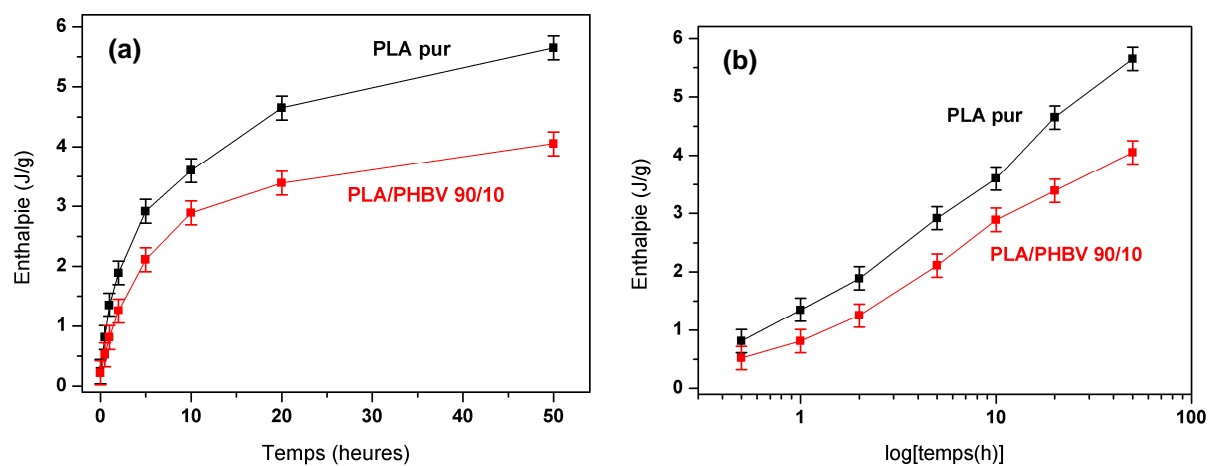 (a)
PLA pur
PLA/PHBV 90/10
Enthalpie (J/g)
6
5
4
3
2
1
0
0 10 20 30 40 50
Temps (heures)
(b)
PLA pur
PLA/PHBV 90/10
Enthalpie (J/g)
6
5
4
3
2
1
0
1 10 100
log[temps(h)]